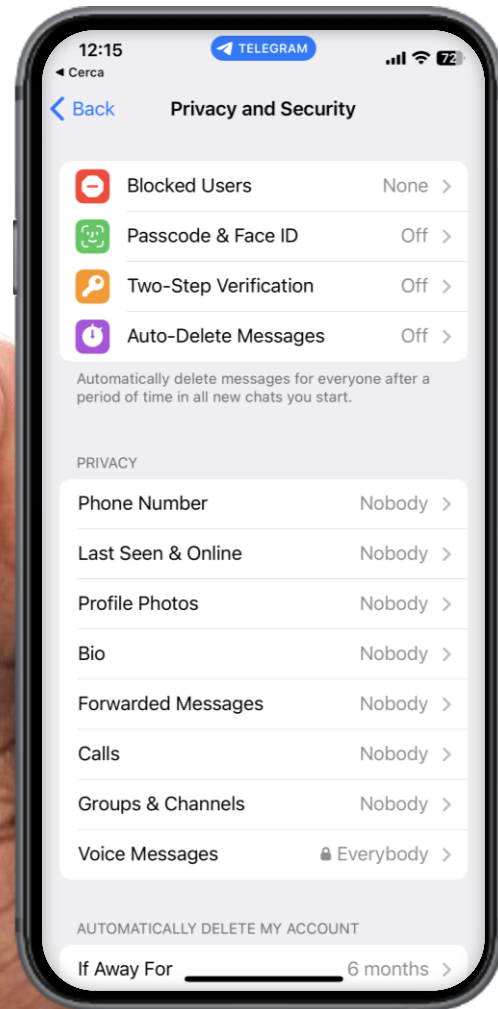 12:15
TELEGRAM
72
◄ Cerca
Back
Privacy and Security
Blocked Users None
Passcode & Face ID Off
Two-Step Verification Off
Auto-Delete Messages Off
Automatically delete messages for everyone after a
period of time in all new chats you start.
PRIVACY
Phone Number Nobody
Last Seen & Online Nobody
Profile Photos Nobody
Bio Nobody
Forwarded Messages Nobody
Calls Nobody
Groups & Channels Nobody
Voice Messages Everybody
AUTOMATICALLY DELETE MY ACCOUNT
If Away For 6 months